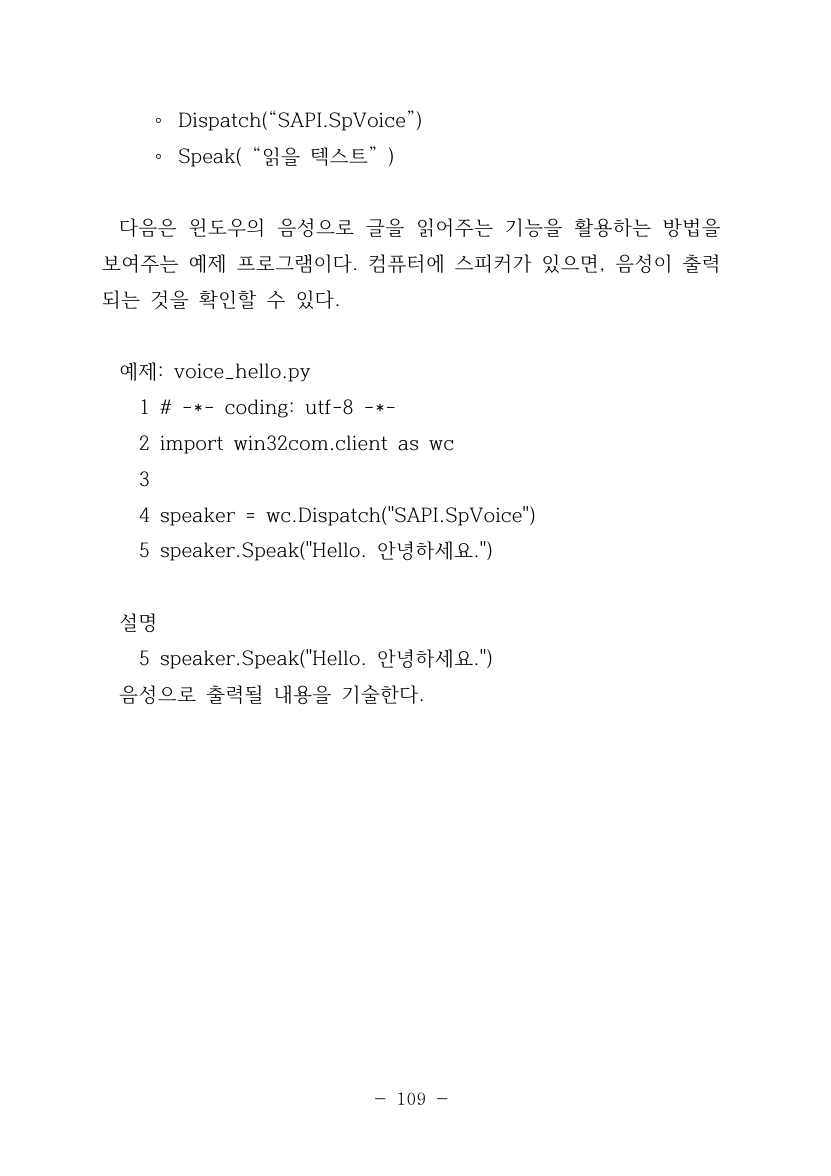 ◦ Dispatch(“SAPI.SpVoice”)
◦ Speak( “읽을 텍스트” )
다음은 윈도우의 음성으로 글을 읽어주는 기능을 활용하는 방법을
보여주는 예제 프로그램이다. 컴퓨터에 스피커가 있으면, 음성이 출력
되는 것을 확인할 수 있다.
예제: voice_hello.py
1 # -*- coding: utf-8 -*-
2 import win32com.client as wc
3
4 speaker = wc.Dispatch("SAPI.SpVoice")
5 speaker.Speak("Hello. 안녕하세요.")
설명
5 speaker.Speak("Hello. 안녕하세요.")
음성으로 출력될 내용을 기술한다.
- 109 -